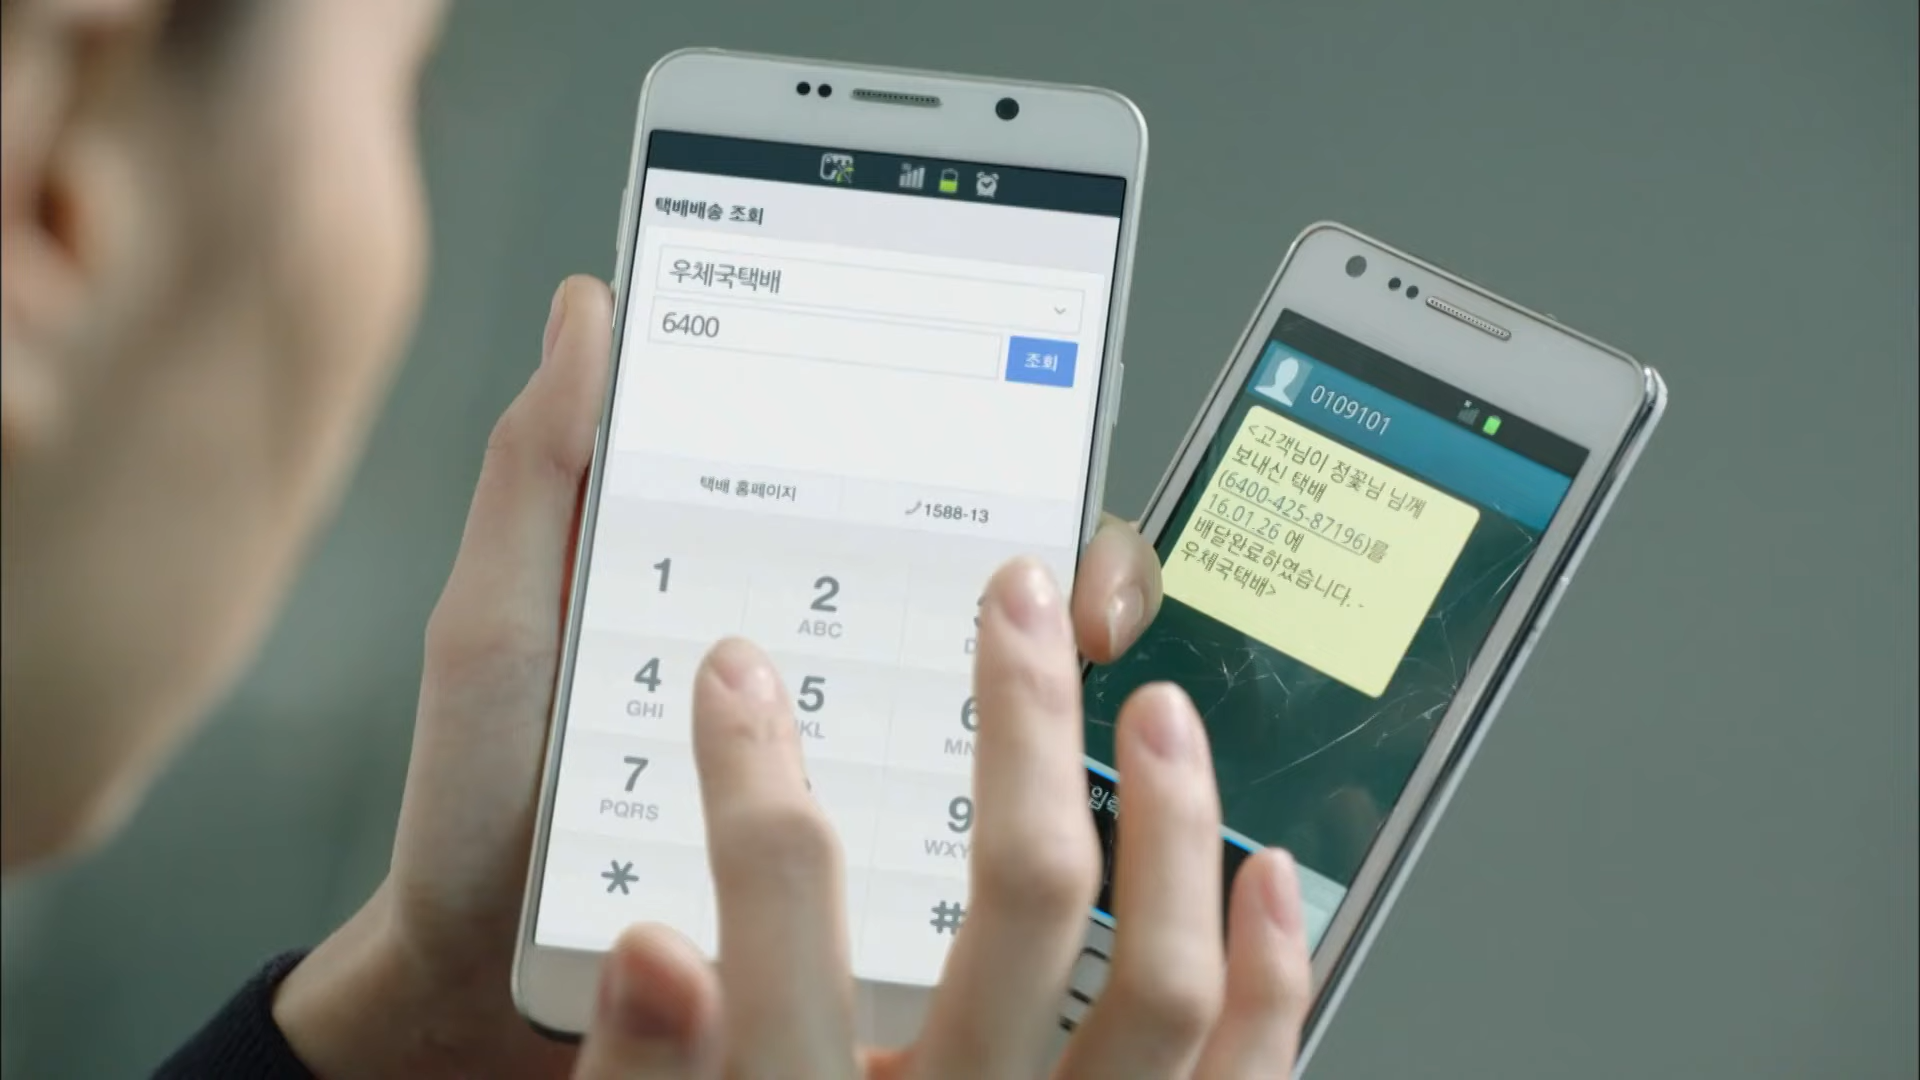 택배배송 조회
우체국택배
6400
조회
택배 홈페이지
1588-13
1
2
ABC
4
GHI
5
6
7
PQRS
9
*
#
0109101
<고객님이 정꽃님 님께
보내신 택배
(6400-425-87196)를
16.01.26 에
배달완료하였습니다. -
우체국택배>